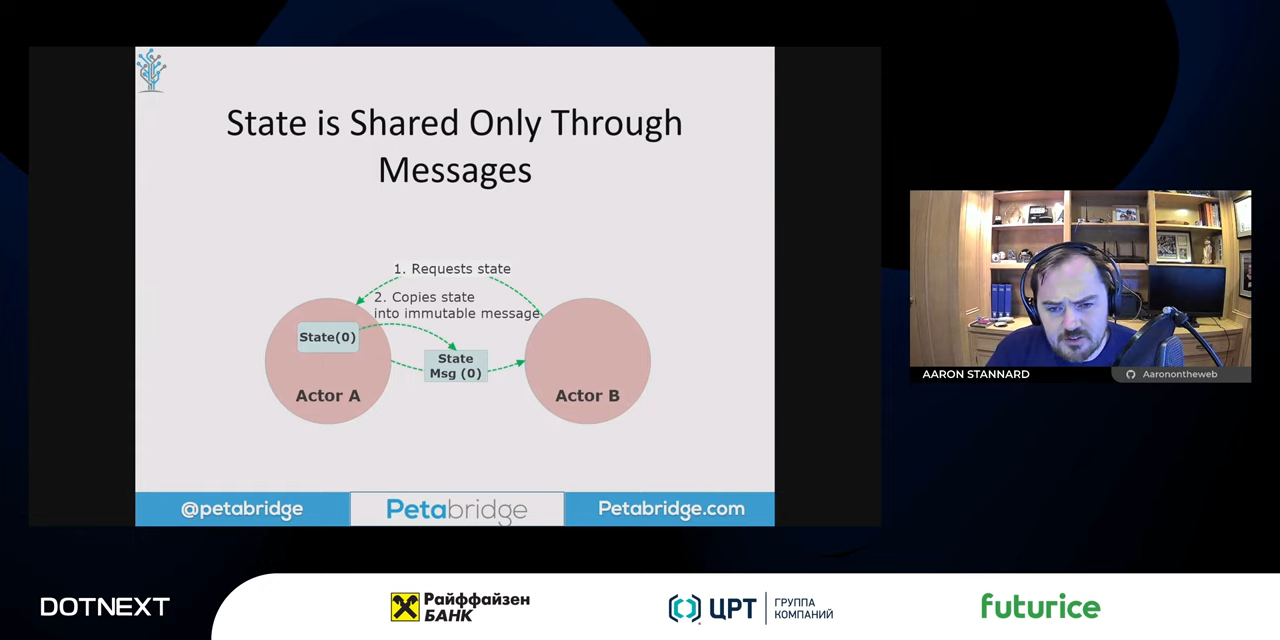 State is Shared Only Through
Messages
1. Requests state
2. Copies state
into immutable message
State(0)
State
Msg (0)
Actor A
Actor B
@petabridge
Petabridge
Petabridge.com
AARON STANNARD
Aaronontheweb
DOTNEXT
Райффайзен
БАНК
ЦРТ
ГРУППА
КОМПАНИЙ
futurice